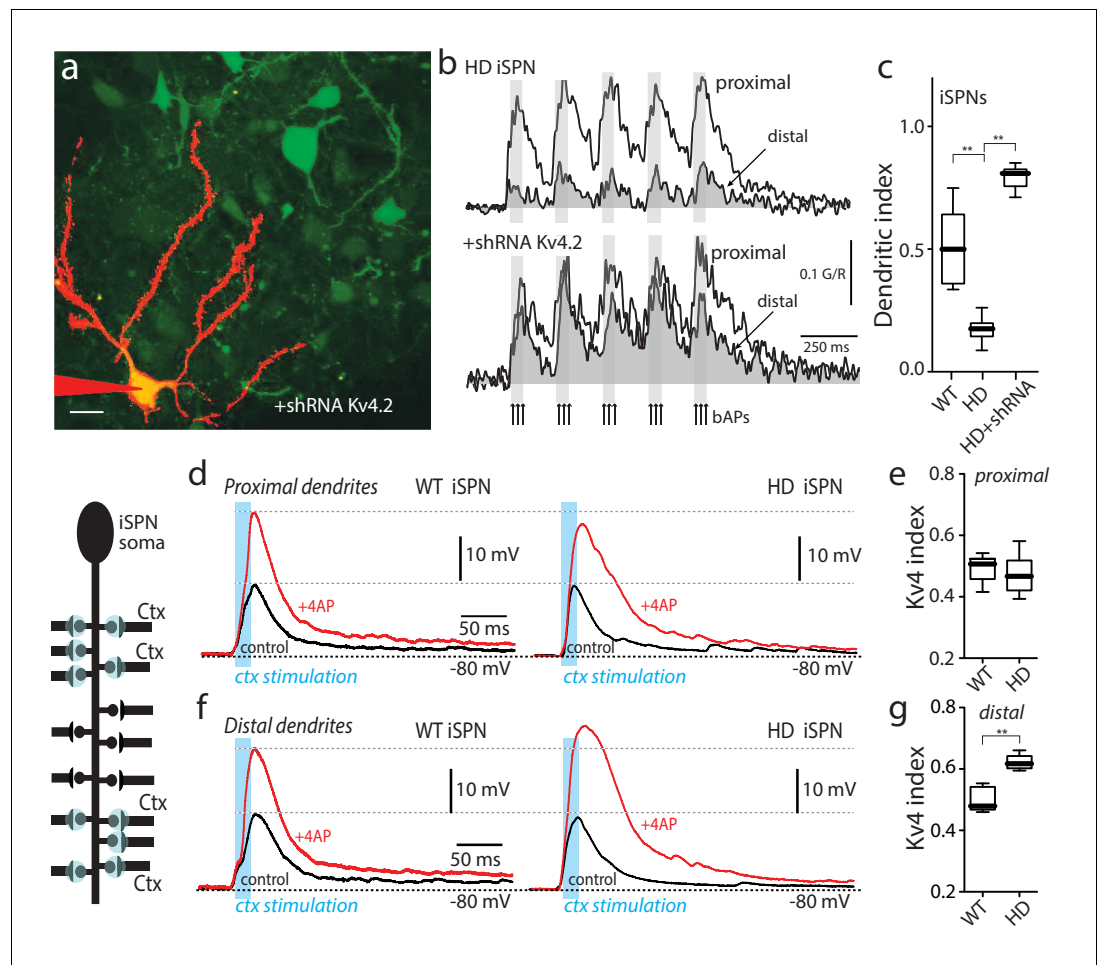 a
+shRNA Kv4.2
b
HD iSPN
proximal
distal
+shRNA Kv4.2
proximal
distal
0.1 G/R
250 ms
bAPs
c
iSPNs
1.0
**
**
Dendritic index
0.5
0.0
WT
HD
HD+shRNA
iSPN
soma
Ctx
Ctx
Ctx
Ctx
d
Proximal dendrites
WT iSPN
HD iSPN
10 mV
10 mV
+4AP
50 ms
control
control
-80 mV
-80 mV
ctx stimulation
ctx stimulation
e
0.8
proximal
0.6
Kv4 index
0.4
0.2
WT
HD
f
Distal dendrites
WT iSPN
HD iSPN
10 mV
10 mV
+4AP
+4AP
50 ms
control
control
-80 mV
-80 mV
ctx stimulation
ctx stimulation
g
0.8
distal
**
0.6
Kv4 index
0.4
0.2
WT
HD